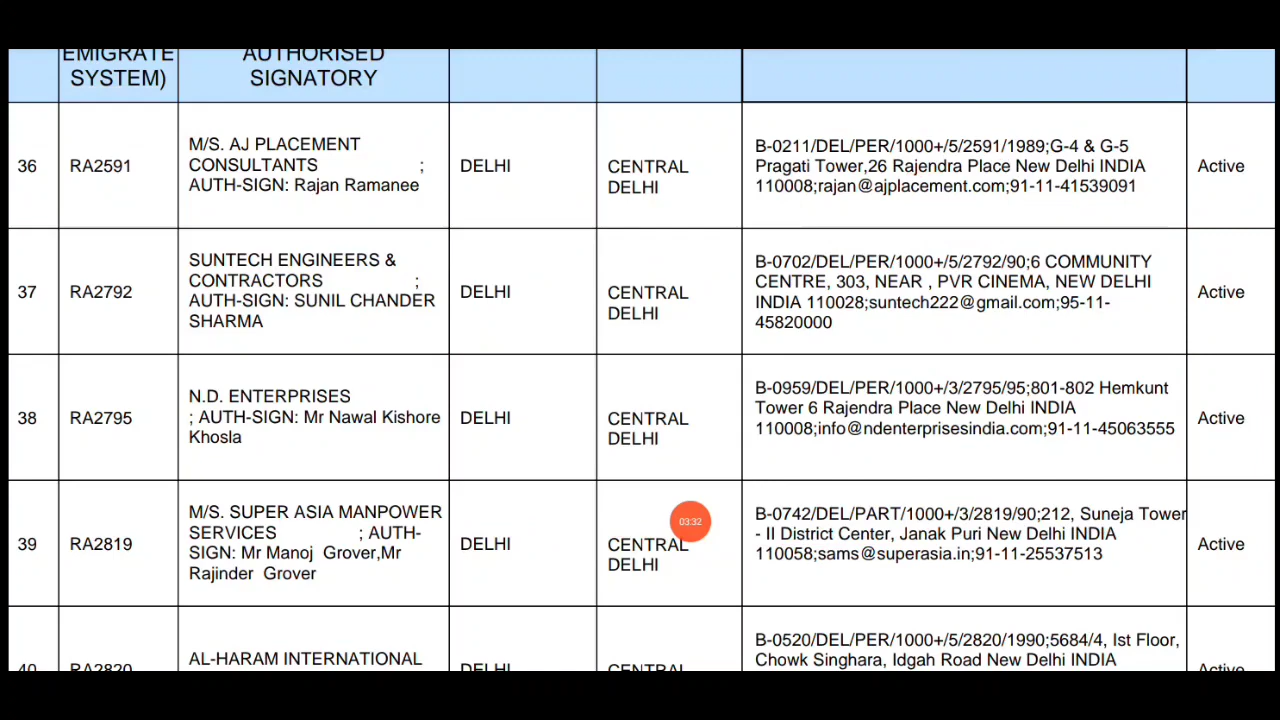 EMIGRATE
SYSTEM)
AUTHORISED
SIGNATORY
36
RA2591
M/S. AJ PLACEMENT
CONSULTANTS ;
AUTH-SIGN: Rajan Ramanee
DELHI
CENTRAL
DELHI
B-0211/DEL/PER/1000+/5/2591/1989;G-4 & G-5
Pragati Tower,26 Rajendra Place New Delhi INDIA
110008;rajan@ajplacement.com;91-11-41539091
Active
37
RA2792
SUNTECH ENGINEERS &
CONTRACTORS ;
AUTH-SIGN: SUNIL CHANDER
SHARMA
DELHI
CENTRAL
DELHI
B-0702/DEL/PER/1000+/5/2792/90;6 COMMUNITY
CENTRE, 303, NEAR , PVR CINEMA, NEW DELHI
INDIA 110028;suntech222@gmail.com;95-11-
45820000
Active
38
RA2795
N.D. ENTERPRISES
; AUTH-SIGN: Mr Nawal Kishore
Khosla
DELHI
CENTRAL
DELHI
B-0959/DEL/PER/1000+/3/2795/95;801-802 Hemkunt
Tower 6 Rajendra Place New Delhi INDIA
110008;info@ndenterprisesindia.com;91-11-45063555
Active
39
RA2819
M/S. SUPER ASIA MANPOWER
SERVICES ; AUTH-
SIGN: Mr Manoj Grover,Mr
Rajinder Grover
DELHI
03:32
CENTRAL
DELHI
B-0742/DEL/PART/1000+/3/2819/90;212, Suneja Tower
- II District Center, Janak Puri New Delhi INDIA
110058;sams@superasia.in;91-11-25537513
Active
40
RA2820
AL-HARAM INTERNATIONAL
DELHI
CENTRAL
B-0520/DEL/PER/1000+/5/2820/1990;5684/4, Ist Floor,
Chowk Singhara, Idgah Road New Delhi INDIA
Active